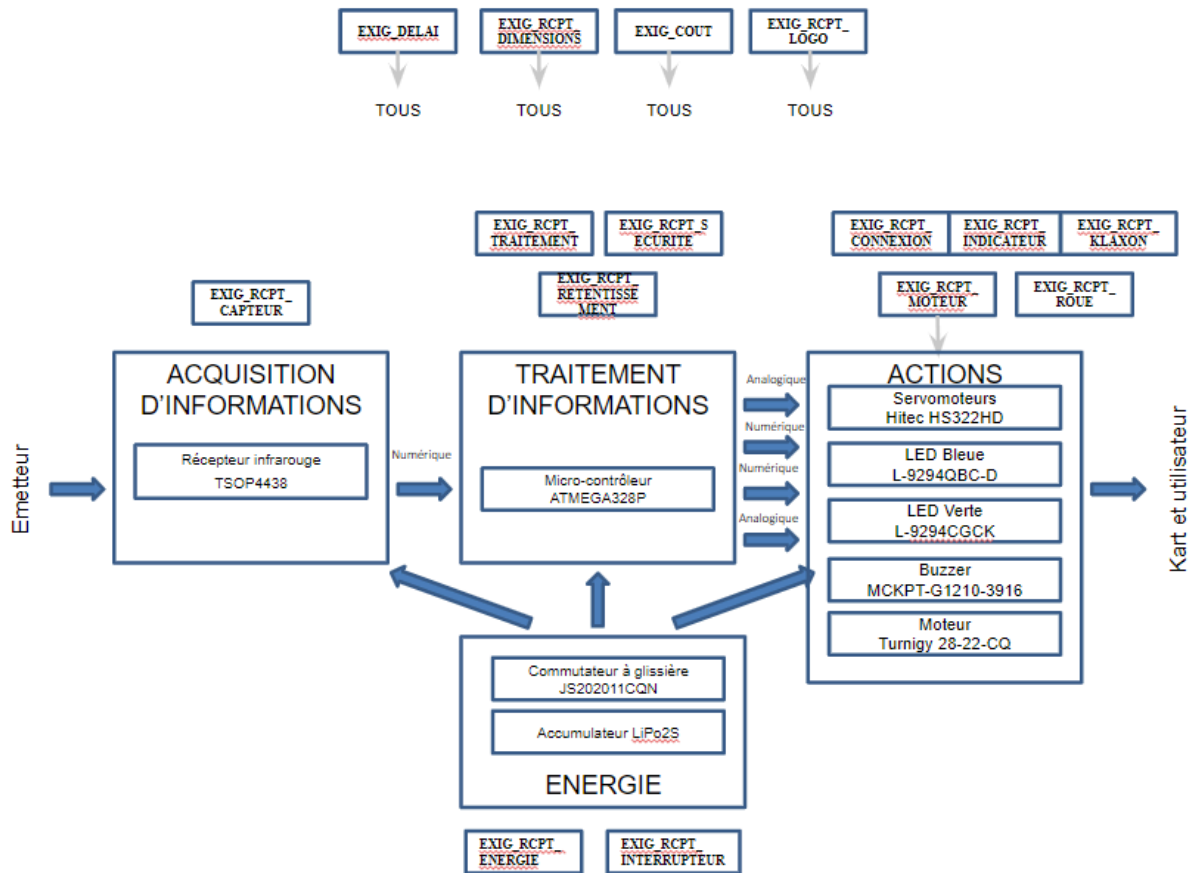 EXIG_DELAI
EXIG_RCPT_
DIMENSIONS
EXIG_COUT
EXIG_RCPT_
LOGO
TOUS
TOUS
TOUS
TOUS
EXIG_RCPT_
TRAITEMENT
EXIG_RCPT_S
ECURITE
EXIG_RCPT_
RETENTISSE
MENT
EXIG_RCPT_
CONNEXION
EXIG_RCPT_
INDICATEUR
EXIG_RCPT_
KLAXON
EXIG_RCPT_
MOTEUR
EXIG_RCPT_
ROUE
EXIG_RCPT_
CAPTEUR
Emetteur
ACQUISITION
D'INFORMATIONS
Récepteur infrarouge
TSOP4438
Numérique
TRAITEMENT
D'INFORMATIONS
Micro-contrôleur
ATMEGA328P
Analogique
Numérique
Numérique
Analogique
ACTIONS
Servomoteurs
Hitec HS322HD
LED Bleue
L-9294QBC-D
LED Verte
L-9294CGCK
Buzzer
MCKPT-G1210-3916
Moteur
Turnigy 28-22-CQ
Kart et utilisateur
Commutateur à glissière
JS202011CQN
Accumulateur LiPo2S
ENERGIE
EXIG_RCPT_
ENERGIE
EXIG_RCPT_
INTERRUPTEUR